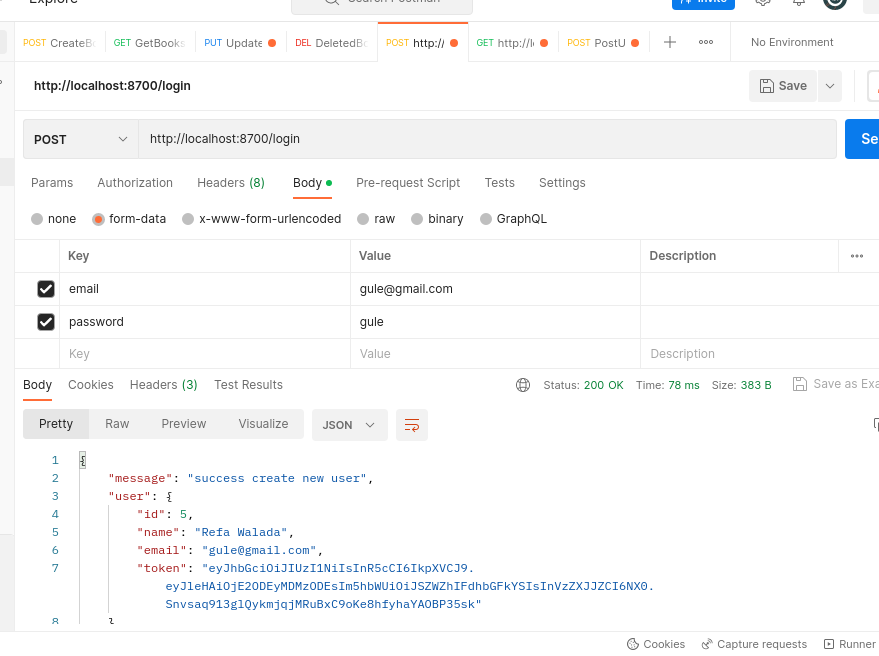 Explore Search Postman Invite
POST CreateB GET GetBooks PUT Update DEL DeletedBo POST http:// GET http://l POST PostU No Environment
http://localhost:8700/login Save
POST http://localhost:8700/login Se
Params Authorization Headers (8) Body Pre-request Script Tests Settings
none form-data x-www-form-urlencoded raw binary GraphQL
Key Value Description
email gule@gmail.com
password gule
Key Value Description
Body Cookies Headers (3) Test Results Status: 200 OK Time: 78 ms Size: 383 B Save as Exa
Pretty Raw Preview Visualize JSON
1 {
2 "message": "success create new user",
3 "user": {
4 "id": 5,
5 "name": "Refa Walada",
6 "email": "gule@gmail.com",
7 "token": "eyJhbGciOiJIUzI1NiIsInR5cCI6IkpXVCJ9.
eyJleHAiOjE2ODEyMDMzODEsIm5hbWUiOiJSZWZhIFdhbGFkYSIsInVzZXJJZCI6NX0.
Snvsaq913glQykmjqjMRuBxC9oKe8hfyhaYAOBP35sk"
8 }
Cookies Capture requests Runner